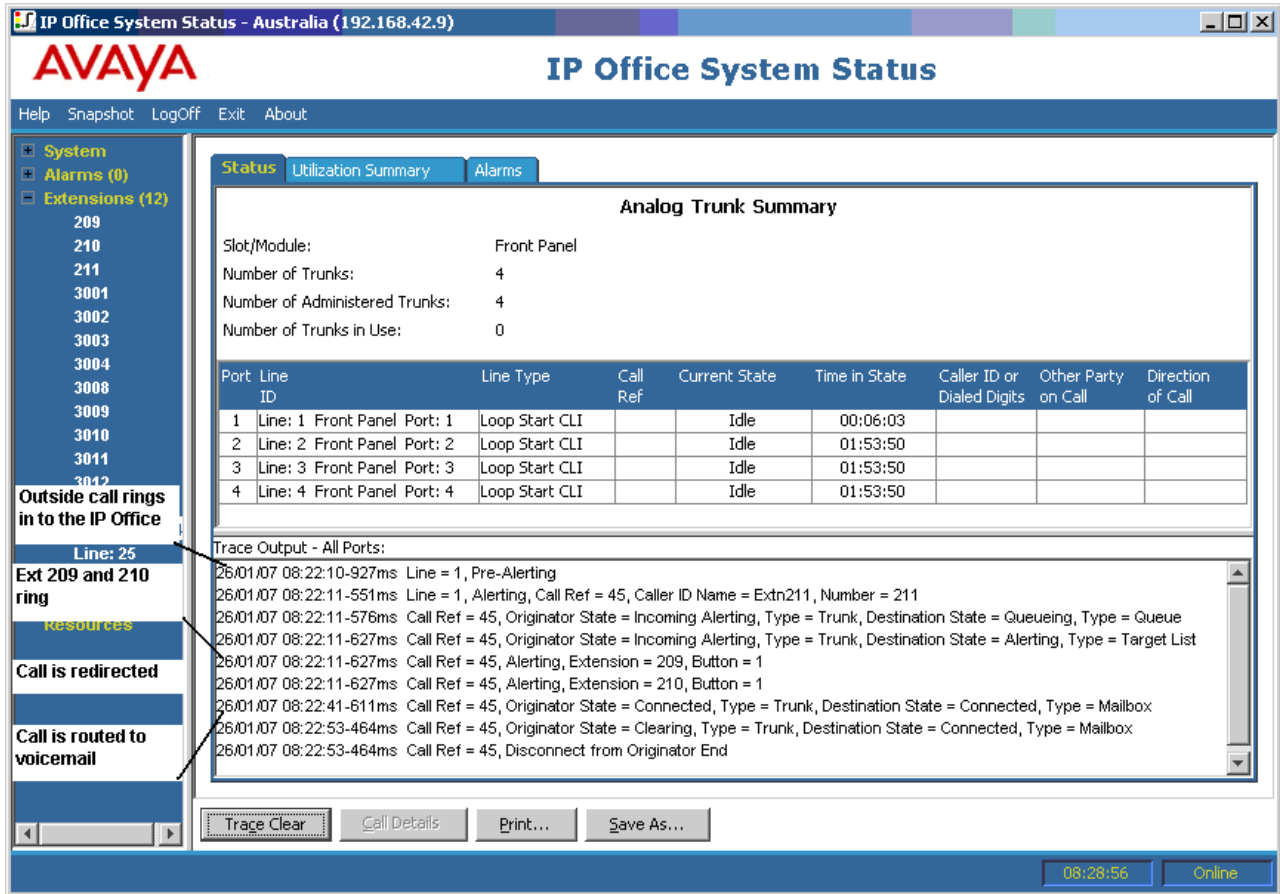 IP Office System Status - Australia (192.168.42.9)
AVAYA
IP Office System Status
Help Snapshot LogOff Exit About
System
Alarms (0)
Extensions (12)
209
210
211
3001
3002
3003
3004
3008
3009
3010
3011
3012
Outside call rings
in to the IP Office
Line: 25
Ext 209 and 210
ring
Resources
Call is redirected
Call is routed to
voicemail
Status Utilization Summary Alarms
Analog Trunk Summary
Slot/Module: Front Panel
Number of Trunks: 4
Number of Administered Trunks: 4
Number of Trunks in Use: 0
Port Line ID Line Type Call Ref Current State Time in State Caller ID or Dialed Digits Other Party on Call Direction of Call
1 Line: 1 Front Panel Port: 1 Loop Start CLI Idle 00:06:03
2 Line: 2 Front Panel Port: 2 Loop Start CLI Idle 01:53:50
3 Line: 3 Front Panel Port: 3 Loop Start CLI Idle 01:53:50
4 Line: 4 Front Panel Port: 4 Loop Start CLI Idle 01:53:50
Trace Output - All Ports:
26/01/07 08:22:10-927ms Line = 1, Pre-Alerting
26/01/07 08:22:11-551ms Line = 1, Alerting, Call Ref = 45, Caller ID Name = Extn211, Number = 211
26/01/07 08:22:11-576ms Call Ref = 45, Originator State = Incoming Alerting, Type = Trunk, Destination State = Queueing, Type = Queue
26/01/07 08:22:11-627ms Call Ref = 45, Originator State = Incoming Alerting, Type = Trunk, Destination State = Alerting, Type = Target List
26/01/07 08:22:11-627ms Call Ref = 45, Alerting, Extension = 209, Button = 1
26/01/07 08:22:11-627ms Call Ref = 45, Alerting, Extension = 210, Button = 1
26/01/07 08:22:41-611ms Call Ref = 45, Originator State = Connected, Type = Trunk, Destination State = Connected, Type = Mailbox
26/01/07 08:22:53-464ms Call Ref = 45, Originator State = Clearing, Type = Trunk, Destination State = Connected, Type = Mailbox
26/01/07 08:22:53-464ms Call Ref = 45, Disconnect from Originator End
Trace Clear Call Details Print... Save As...
08:28:56 Online